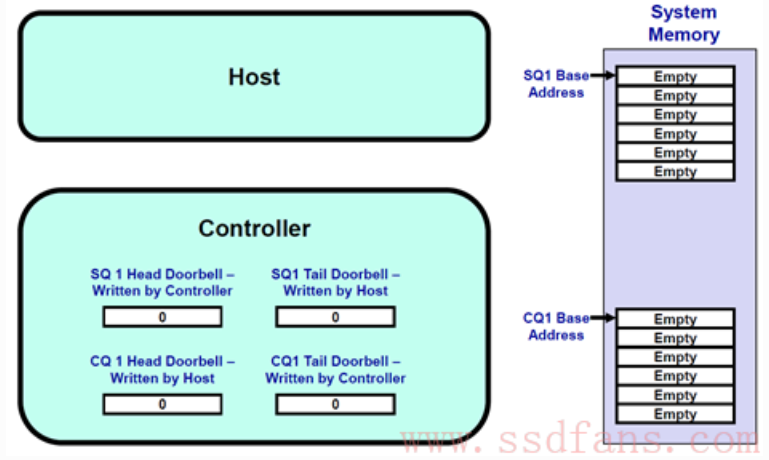 Host
Controller
SQ 1 Head Doorbell –
Written by Controller
0
SQ1 Tail Doorbell –
Written by Host
0
CQ 1 Head Doorbell –
Written by Host
0
CQ1 Tail Doorbell –
Written by Controller
0
System
Memory
SQ1 Base
Address
Empty
Empty
Empty
Empty
Empty
Empty
CQ1 Base
Address
Empty
Empty
Empty
Empty
Empty
Empty
www.ssdfans.com